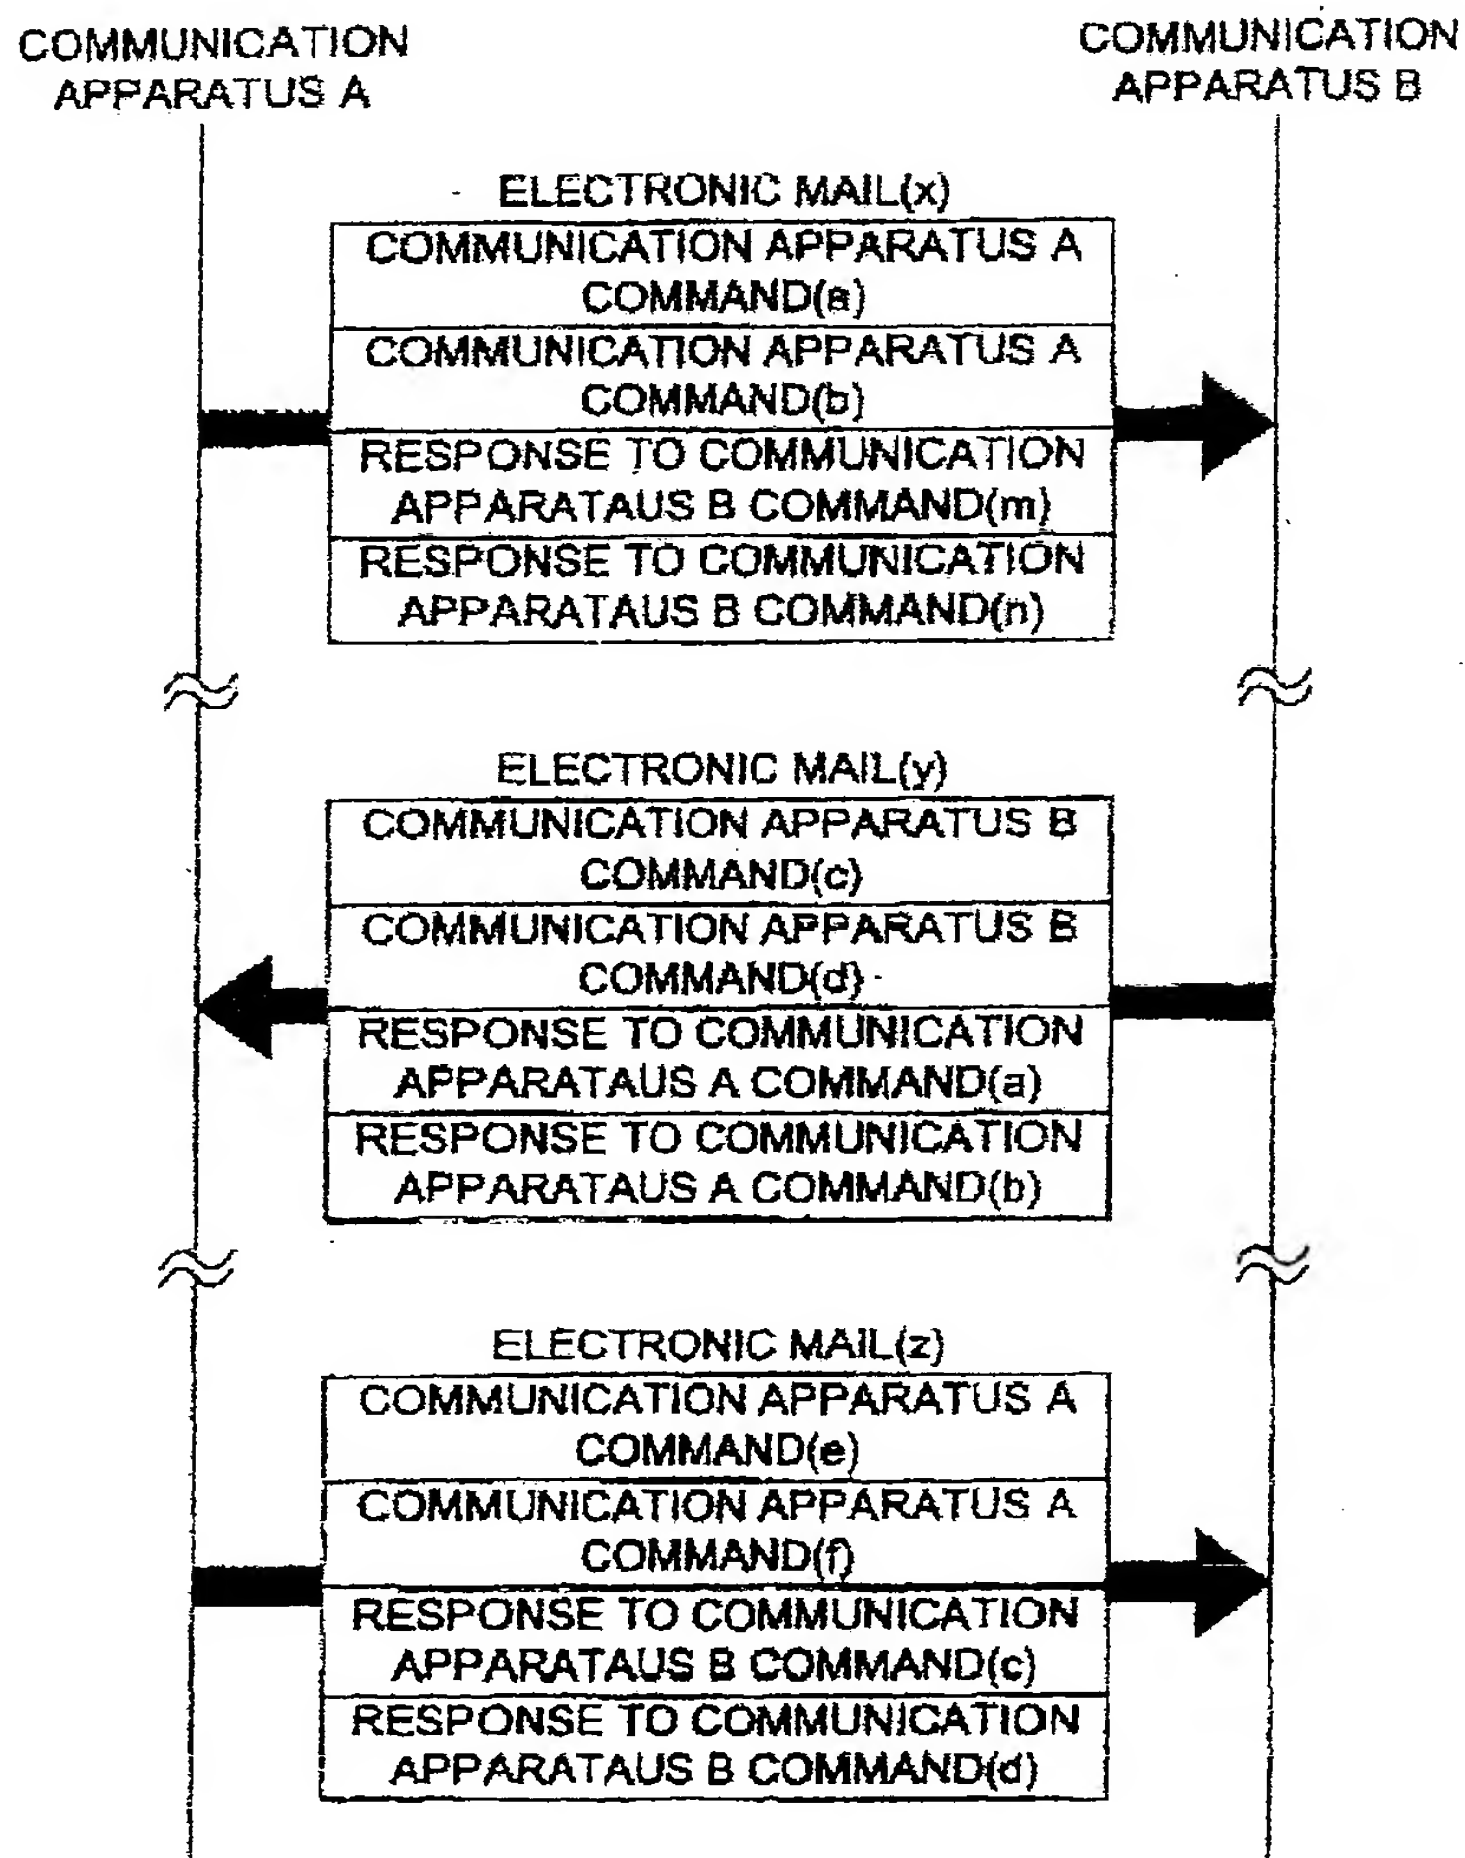 COMMUNICATION
APPARATUS A
COMMUNICATION
APPARATUS B
ELECTRONIC MAIL(x)
COMMUNICATION APPARATUS A
COMMAND(a)
COMMUNICATION APPARATUS A
COMMAND(b)
RESPONSE TO COMMUNICATION
APPARATAUS B COMMAND(m)
RESPONSE TO COMMUNICATION
APPARATAUS B COMMAND(n)
ELECTRONIC MAIL(y)
COMMUNICATION APPARATUS B
COMMAND(c)
COMMUNICATION APPARATUS B
COMMAND(d)
RESPONSE TO COMMUNICATION
APPARATAUS A COMMAND(a)
RESPONSE TO COMMUNICATION
APPARATAUS A COMMAND(b)
ELECTRONIC MAIL(z)
COMMUNICATION APPARATUS A
COMMAND(e)
COMMUNICATION APPARATUS A
COMMAND(f)
RESPONSE TO COMMUNICATION
APPARATAUS B COMMAND(c)
RESPONSE TO COMMUNICATION
APPARATAUS B COMMAND(d)